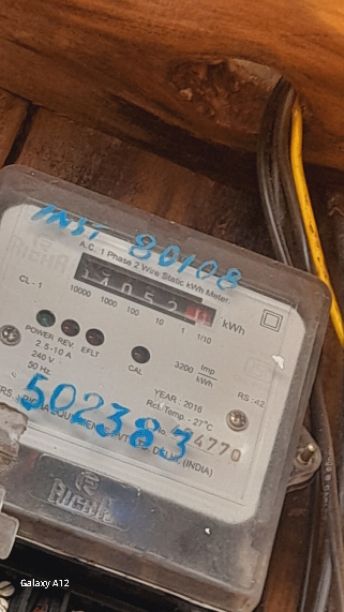 INST 80108
A.C. 1 Phase 2 Wire Static kWh Meter.
kWh
CL - 1
10000 1000 100 10 1 1/10
POWER REV. EFLT
CAL
3200 Imp/kWh
2.5-10 A
240 V
50 Hz
YEAR : 2016
RS : 42
Ref. Temp. - 27°C
502383
4770
DELHI (INDIA)
Galaxy A12